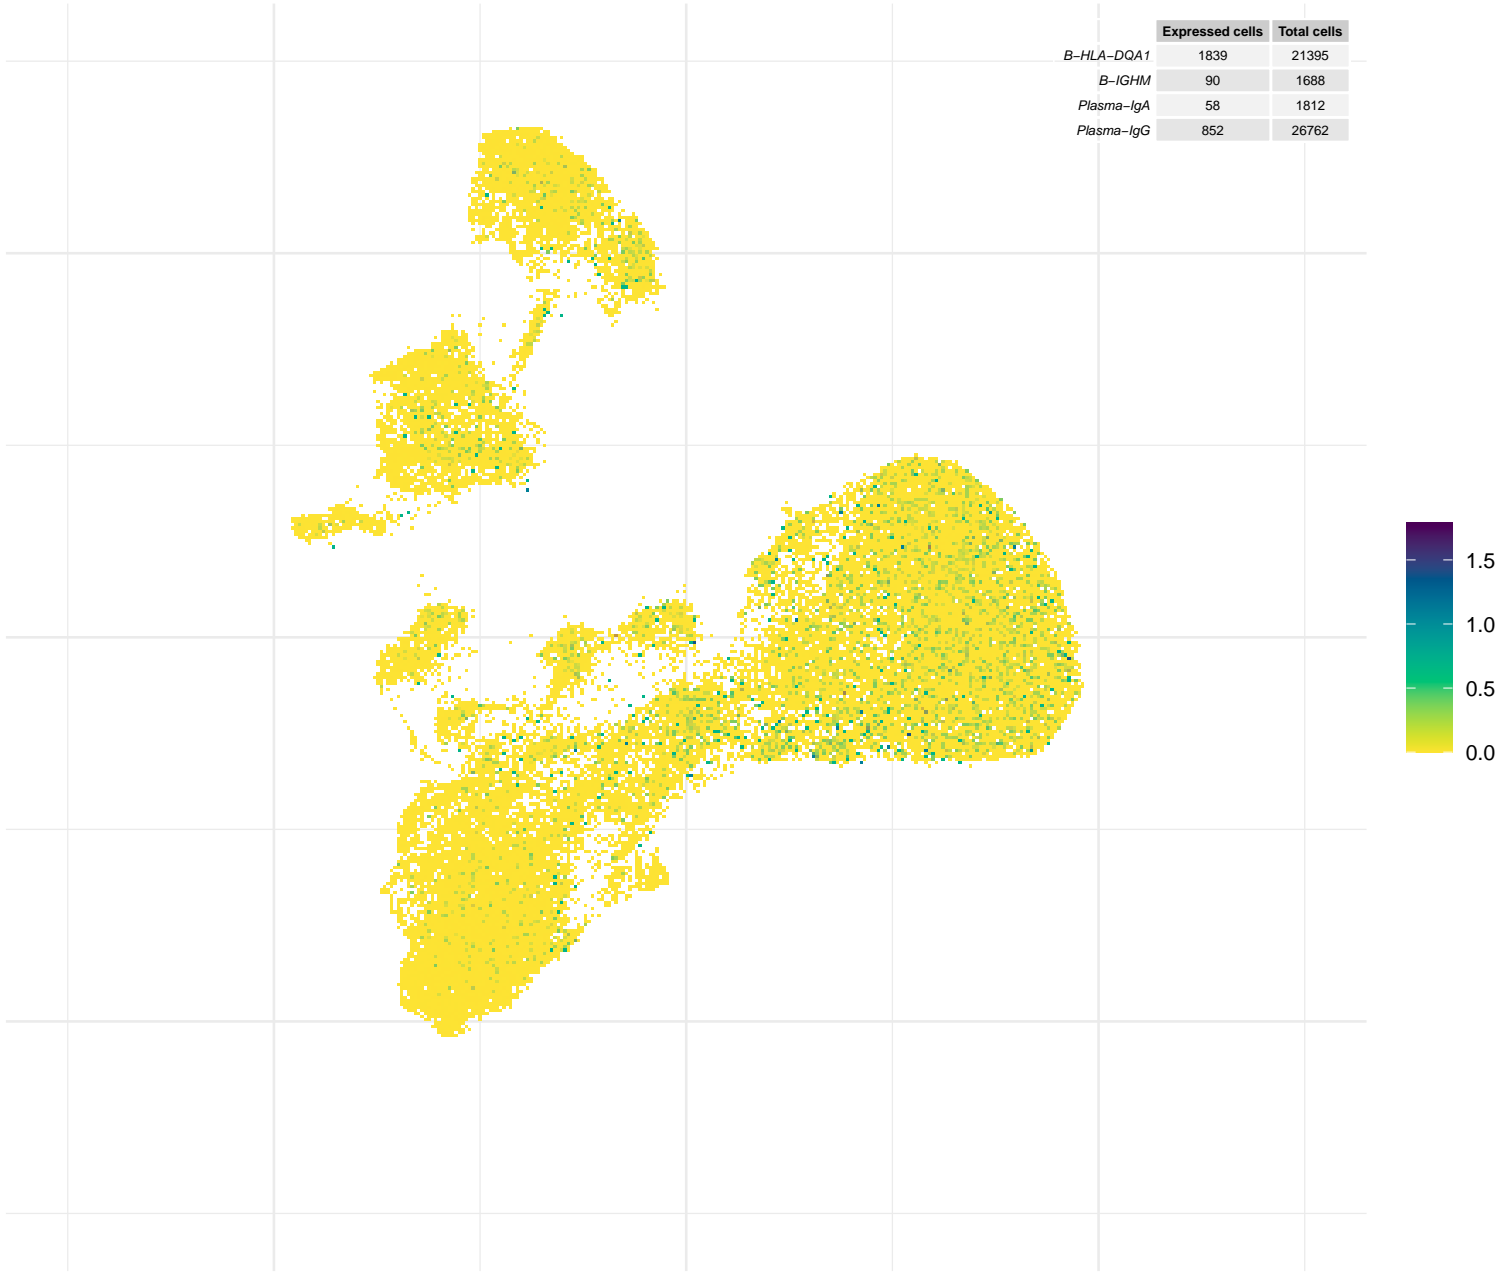 Expressed cells Total cells
B−HLA−DQA1 1839 21395
B−IGHM 90 1688
Plasma−IgA 58 1812
Plasma−IgG 852 26762
1.5
1.0
0.5
0.0